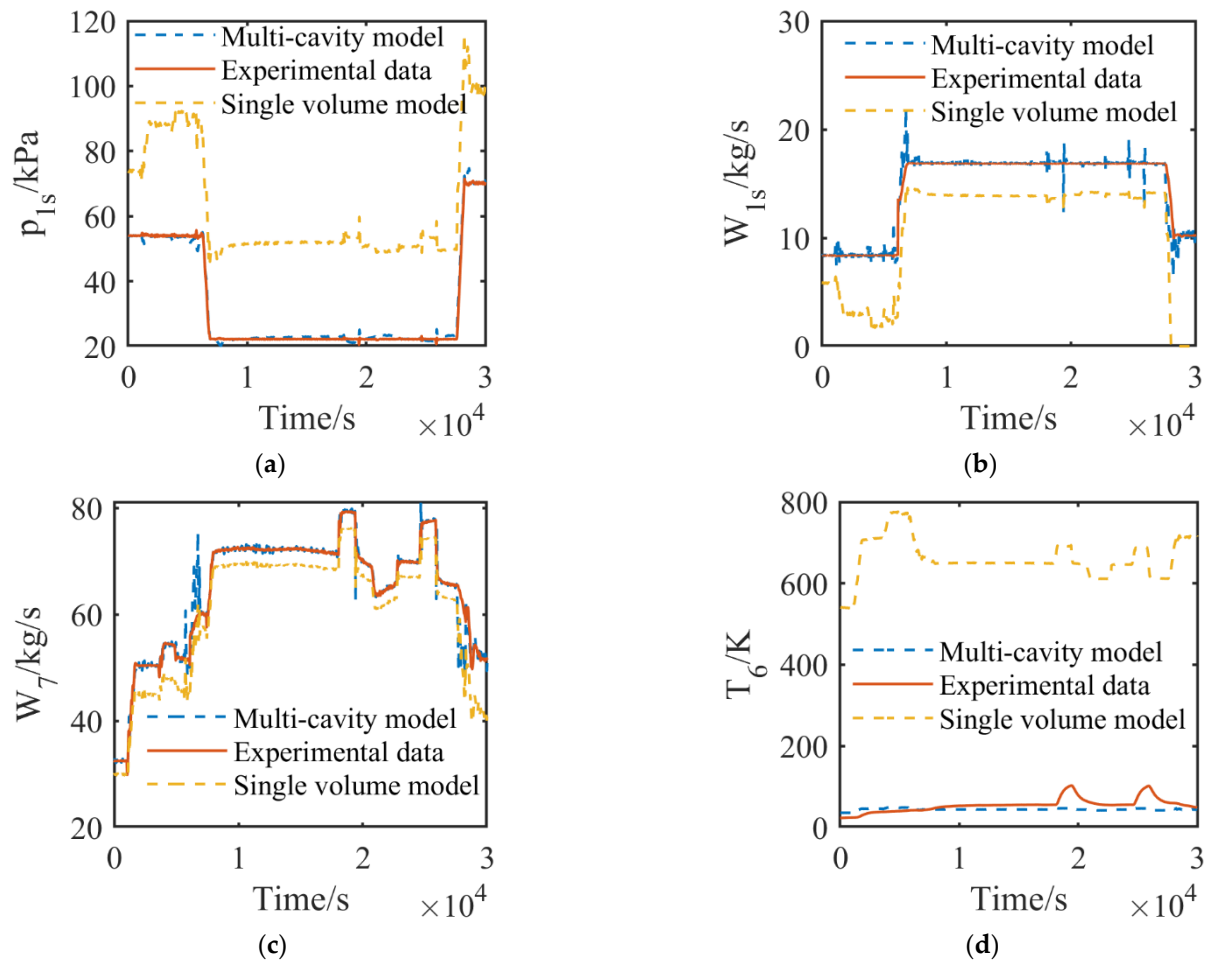 120
100
80
60
40
20
p1s/kPa
Multi-cavity model
Experimental data
Single volume model
0
1
2
3
Time/s
×10^4
(a)
30
20
10
0
W1s/kg/s
Multi-cavity model
Experimental data
Single volume model
0
1
2
3
Time/s
×10^4
(b)
80
60
40
20
W7/kg/s
Multi-cavity model
Experimental data
Single volume model
0
1
2
3
Time/s
×10^4
(c)
800
600
400
200
0
T6/K
Multi-cavity model
Experimental data
Single volume model
0
1
2
3
Time/s
×10^4
(d)